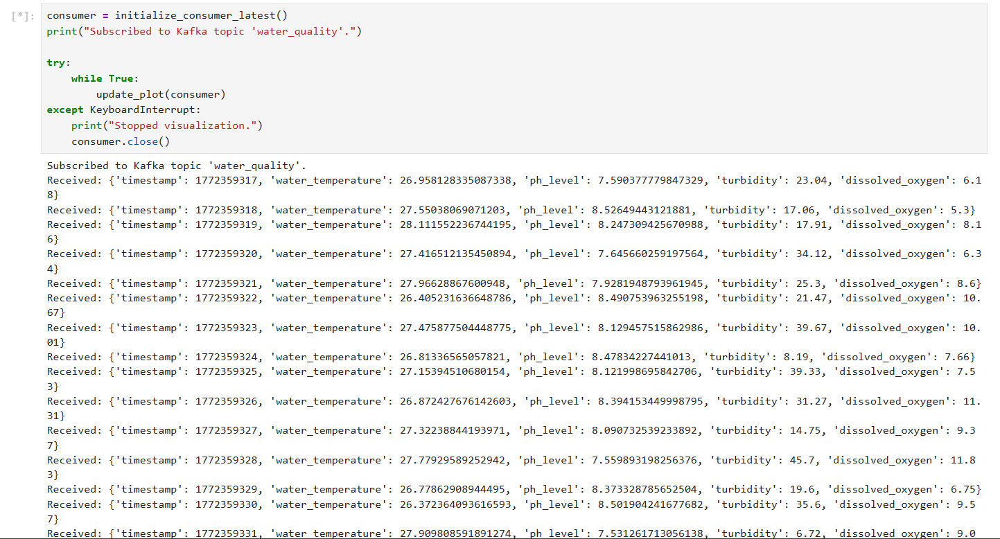 [*]:
consumer = initialize_consumer_latest()
print("Subscribed to Kafka topic 'water_quality'.")
try:
    while True:
        update_plot(consumer)
except KeyboardInterrupt:
    print("Stopped visualization.")
    consumer.close()
Subscribed to Kafka topic 'water_quality'.
Received: {'timestamp': 1772359317, 'water_temperature': 26.958128335087338, 'ph_level': 7.590377779847329, 'turbidity': 23.04, 'dissolved_oxygen': 6.1
8}
Received: {'timestamp': 1772359318, 'water_temperature': 27.55038069071203, 'ph_level': 8.52649443121881, 'turbidity': 17.06, 'dissolved_oxygen': 5.3}
Received: {'timestamp': 1772359319, 'water_temperature': 28.111552236744195, 'ph_level': 8.247309425670988, 'turbidity': 17.91, 'dissolved_oxygen': 8.1
6}
Received: {'timestamp': 1772359320, 'water_temperature': 27.416512135450894, 'ph_level': 7.645660259197564, 'turbidity': 34.12, 'dissolved_oxygen': 6.3
4}
Received: {'timestamp': 1772359321, 'water_temperature': 27.96628867600948, 'ph_level': 7.9281948793961945, 'turbidity': 25.3, 'dissolved_oxygen': 8.6}
Received: {'timestamp': 1772359322, 'water_temperature': 26.405231636648786, 'ph_level': 8.490753963255198, 'turbidity': 21.47, 'dissolved_oxygen': 10.
67}
Received: {'timestamp': 1772359323, 'water_temperature': 27.475877504448775, 'ph_level': 8.129457515862986, 'turbidity': 39.67, 'dissolved_oxygen': 10.
01}
Received: {'timestamp': 1772359324, 'water_temperature': 26.81336565057821, 'ph_level': 8.47834227441013, 'turbidity': 8.19, 'dissolved_oxygen': 7.66}
Received: {'timestamp': 1772359325, 'water_temperature': 27.15394510680154, 'ph_level': 8.121998695842706, 'turbidity': 39.33, 'dissolved_oxygen': 7.5
3}
Received: {'timestamp': 1772359326, 'water_temperature': 26.872427676142603, 'ph_level': 8.394153449998795, 'turbidity': 31.27, 'dissolved_oxygen': 11.
31}
Received: {'timestamp': 1772359327, 'water_temperature': 27.32238844193971, 'ph_level': 8.090732539233892, 'turbidity': 14.75, 'dissolved_oxygen': 9.3
7}
Received: {'timestamp': 1772359328, 'water_temperature': 27.77929589252942, 'ph_level': 7.559893198256376, 'turbidity': 45.7, 'dissolved_oxygen': 11.8
3}
Received: {'timestamp': 1772359329, 'water_temperature': 26.77862908944495, 'ph_level': 8.373328785652504, 'turbidity': 19.6, 'dissolved_oxygen': 6.75}
Received: {'timestamp': 1772359330, 'water_temperature': 26.372364093616593, 'ph_level': 8.501904241677682, 'turbidity': 35.6, 'dissolved_oxygen': 9.5
7}
Received: {'timestamp': 1772359331, 'water_temperature': 27.909808591891274, 'ph_level': 7.531261713056138, 'turbidity': 6.72, 'dissolved_oxygen': 9.0